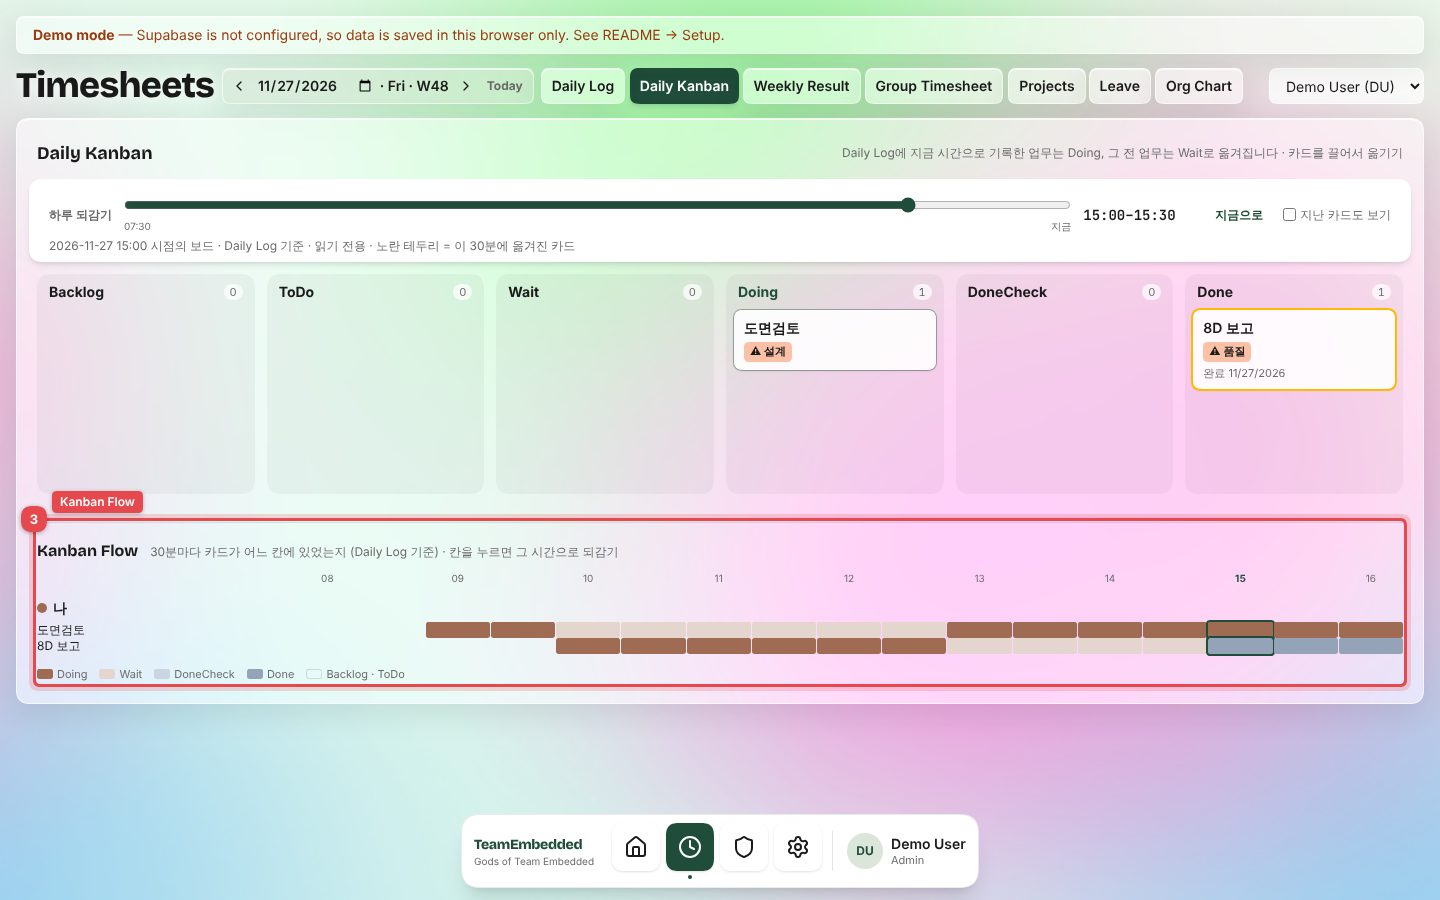 Demo mode — Supabase is not configured, so data is saved in this browser only. See README → Setup.
Timesheets
11/27/2026 · Fri · W48 Today
Daily Log
Daily Kanban
Weekly Result
Group Timesheet
Projects
Leave
Org Chart
Demo User (DU)
Daily Kanban
Daily Log에 지금 시간으로 기록한 업무는 Doing, 그 전 업무는 Wait로 옮겨집니다 · 카드를 끌어서 옮기기
하루 되감기
07:30
지금
15:00–15:30
지금으로
지난 카드도 보기
2026-11-27 15:00 시점의 보드 · Daily Log 기준 · 읽기 전용 · 노란 테두리 = 이 30분에 옮겨진 카드
Backlog 0
ToDo 0
Wait 0
Doing 1
도면검토
⚠ 설계
DoneCheck 0
Done 1
8D 보고
⚠ 품질
완료 11/27/2026
Kanban Flow
3
Kanban Flow 30분마다 카드가 어느 칸에 있었는지 (Daily Log 기준) · 칸을 누르면 그 시간으로 되감기
08 09 10 11 12 13 14 15 16
나
도면검토
8D 보고
Doing Wait DoneCheck Done Backlog · ToDo
TeamEmbedded
Gods of Team Embedded
DU
Demo User
Admin